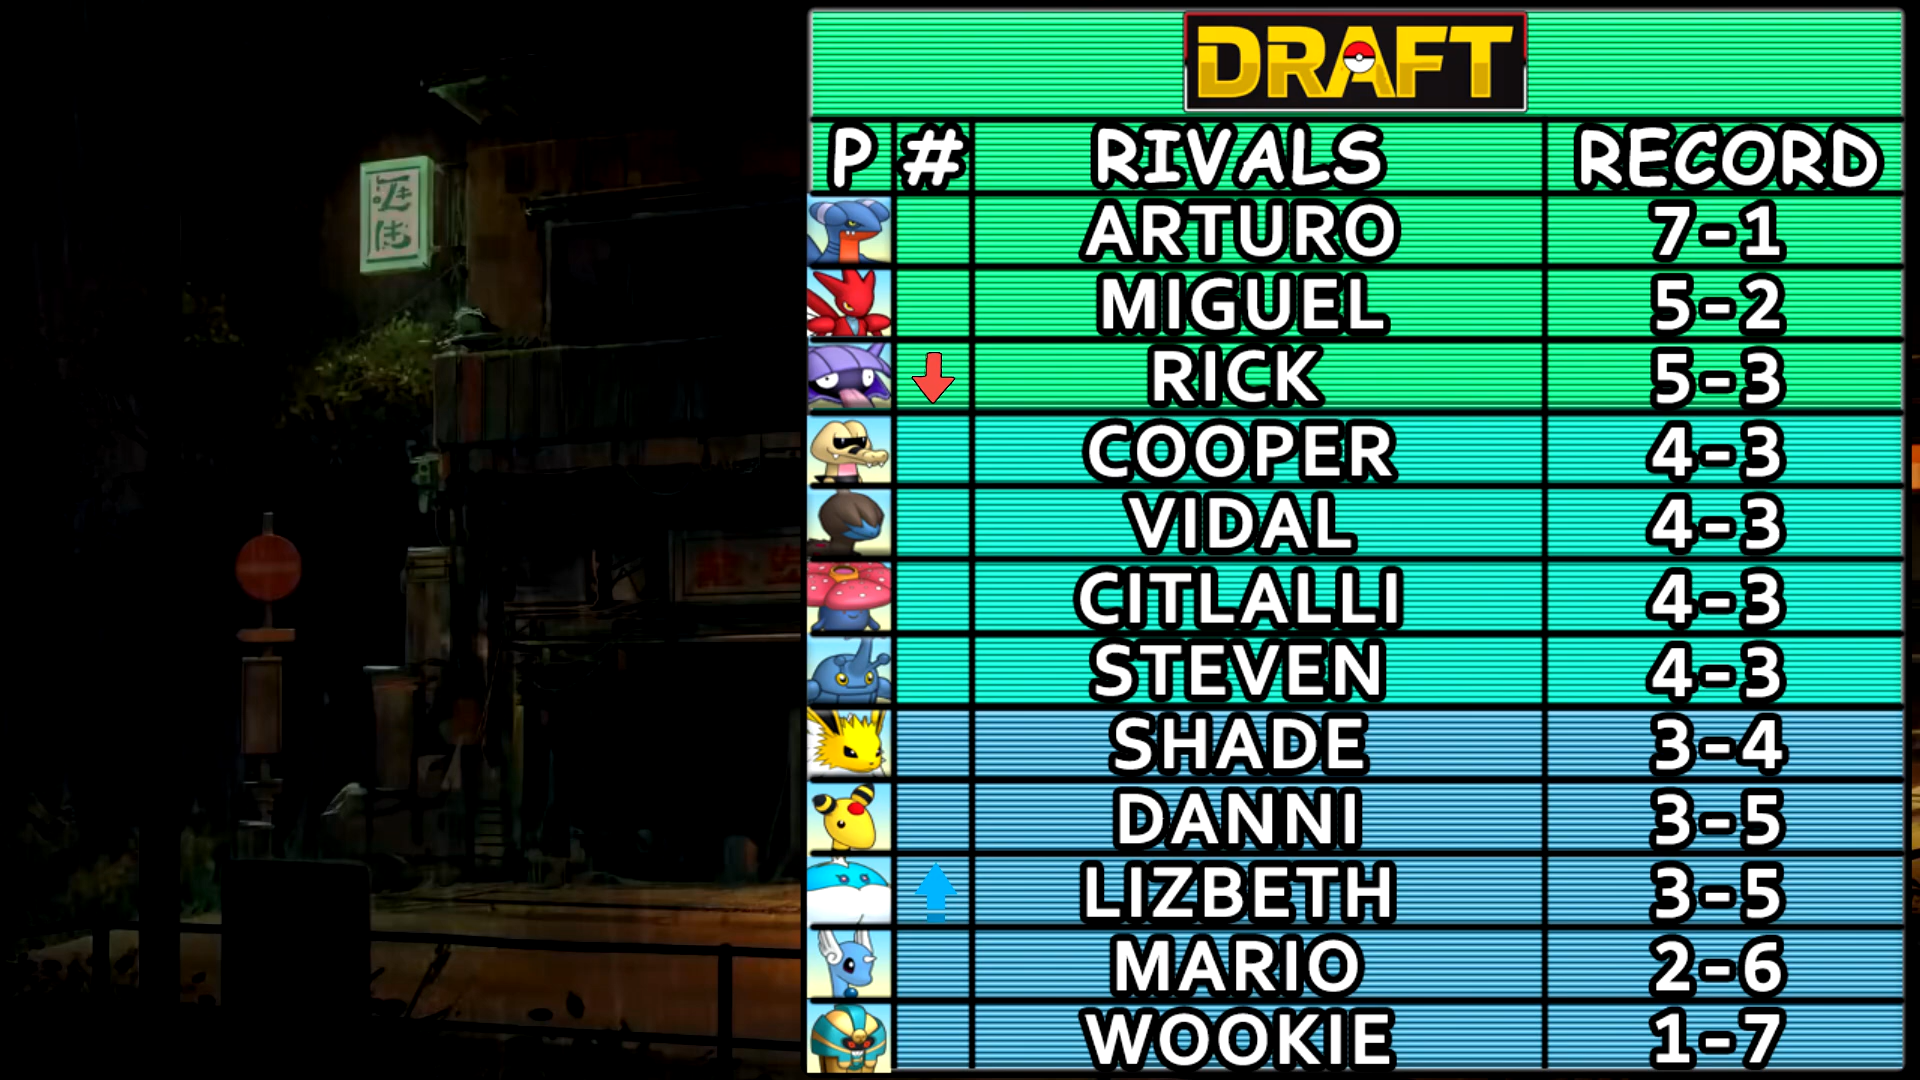 DRAFT
P # RIVALS RECORD
ARTURO 7-1
MIGUEL 5-2
RICK 5-3
COOPER 4-3
VIDAL 4-3
CITLALLI 4-3
STEVEN 4-3
SHADE 3-4
DANNI 3-5
LIZBETH 3-5
MARIO 2-6
WOOKIE 1-7